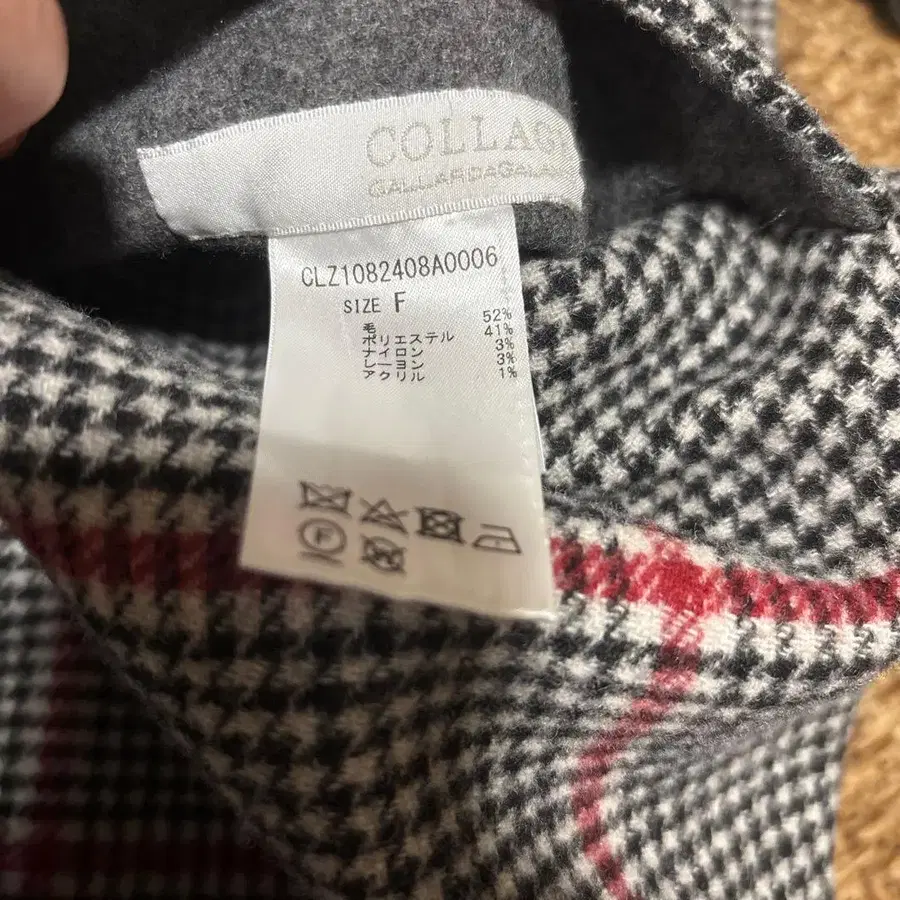 COLLAG
GALLARDAGALAN
CLZ1082408A0006
SIZE F
毛 52%
ポリエステル 41%
ナイロン 3%
レーヨン 3%
アクリル 1%
F